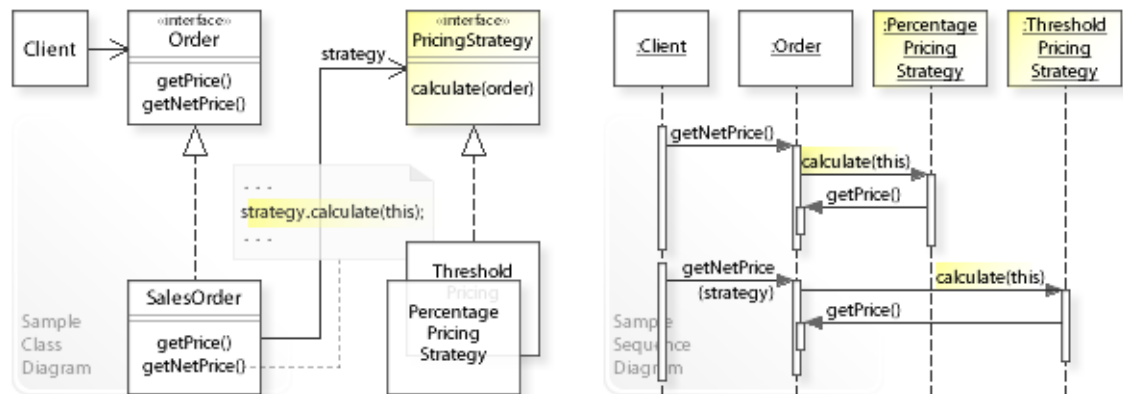 Client
«interface»
Order
getPrice()
getNetPrice()
strategy
«interface»
PricingStrategy
calculate(order)
. . .
strategy.calculate(this);
. . .
SalesOrder
getPrice()
getNetPrice()
Threshold
Pricing
Percentage
Pricing
Strategy
Sample
Class
Diagram
:Client
:Order
:Percentage
Pricing
Strategy
:Threshold
Pricing
Strategy
getNetPrice()
calculate(this)
getPrice()
getNetPrice
(strategy)
calculate(this)
getPrice()
Sample
Sequence
Diagram